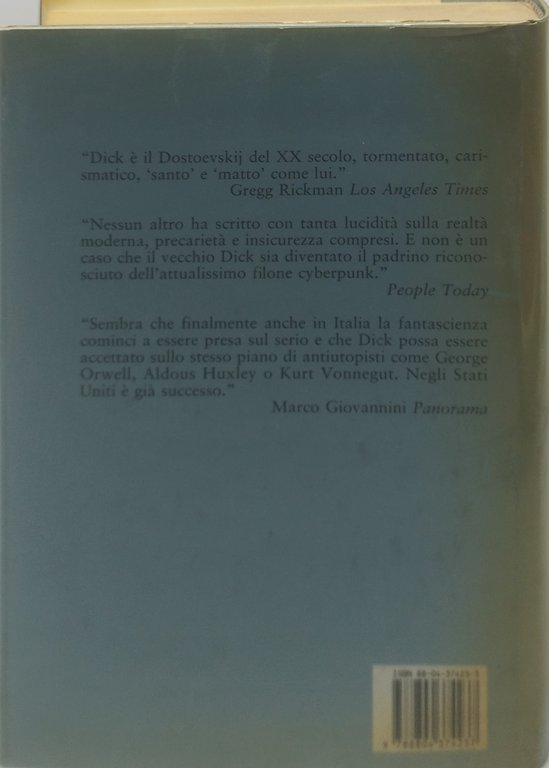 “Dick è il Dostoevskij del XX secolo, tormentato, cari-
smatico, ‘santo’ e ‘matto’ come lui.”
Gregg Rickman Los Angeles Times
“Nessun altro ha scritto con tanta lucidità sulla realtà
moderna, precarietà e insicurezza compresi. E non è un
caso che il vecchio Dick sia diventato il padrino ricono-
sciuto dell’attualissimo filone cyberpunk.”
People Today
“Sembra che finalmente anche in Italia la fantascienza
cominci a essere presa sul serio e che Dick possa essere
accettato sullo stesso piano di antiutopisti come George
Orwell, Aldous Huxley o Kurt Vonnegut. Negli Stati
Uniti è già successo.”
Marco Giovannini Panorama
ISBN 88-04-